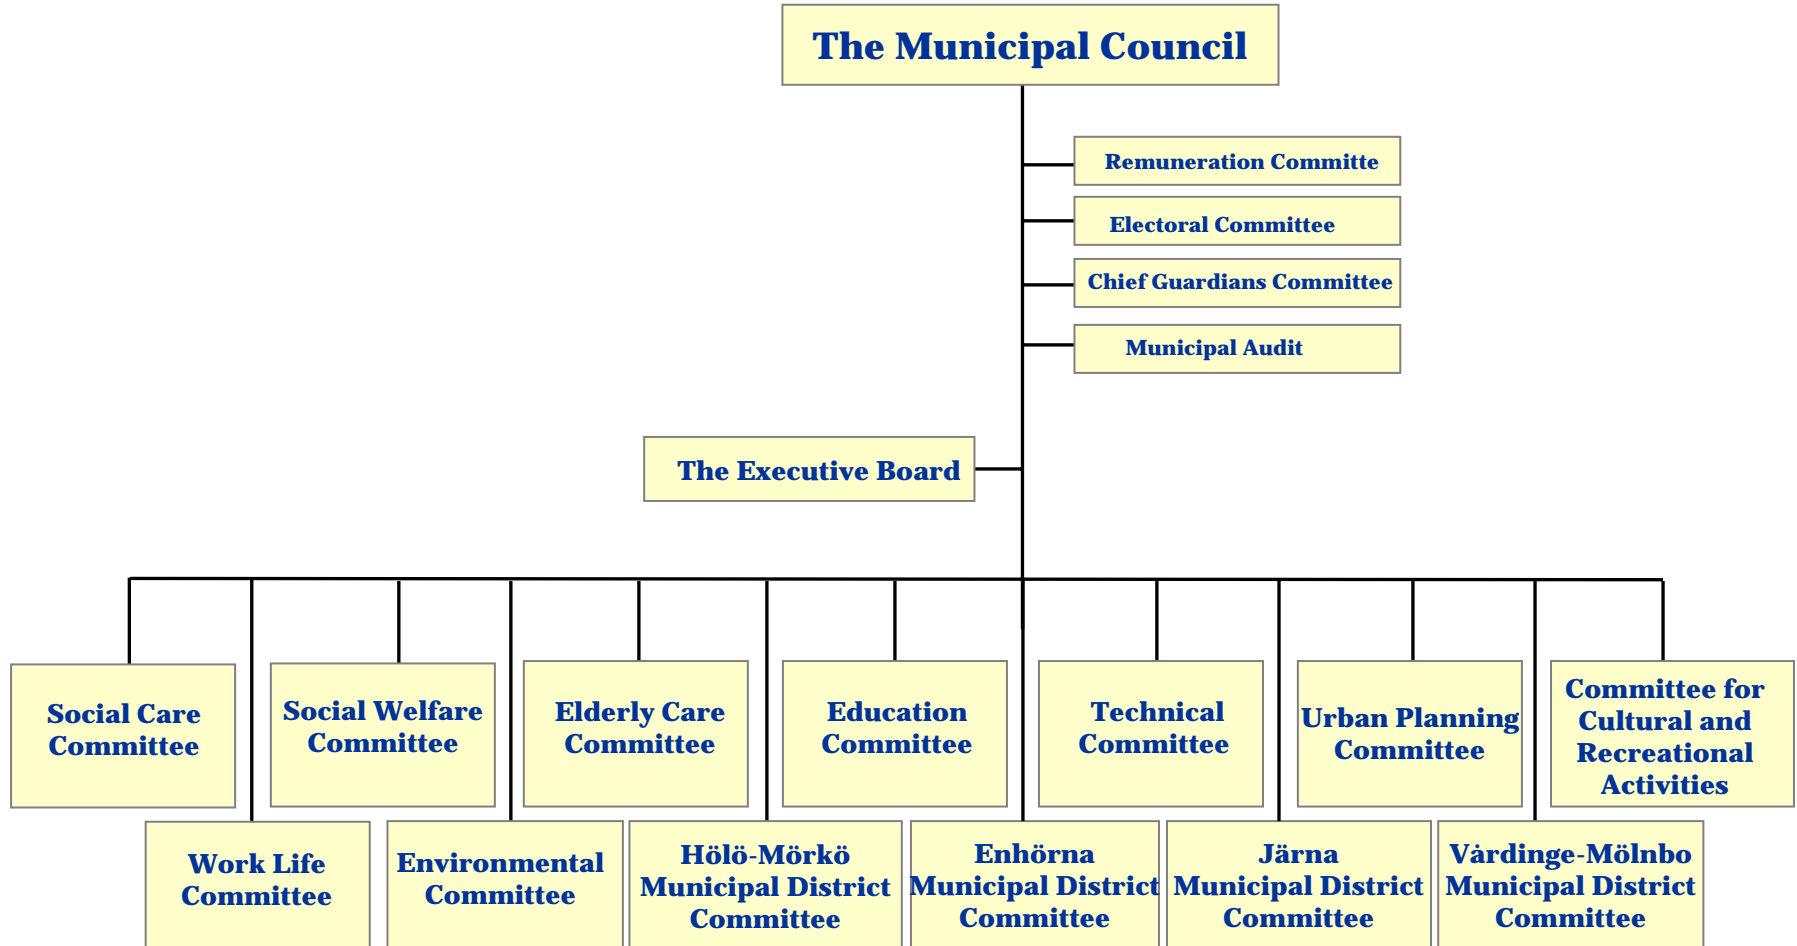 The Municipal Council
Remuneration Committe
Electoral Committee
Chief Guardians Committee
Municipal Audit
The Executive Board
Social Care
Committee
Social Welfare
Committee
Elderly Care
Committee
Education
Committee
Technical
Committee
Urban Planning
Committee
Committee for
Cultural and
Recreational
Activities
Work Life
Committee
Environmental
Committee
Hölö-Mörkö
Municipal District
Committee
Enhörna
Municipal District
Committee
Järna
Municipal District
Committee
Vårdinge-Mölnbo
Municipal District
Committee